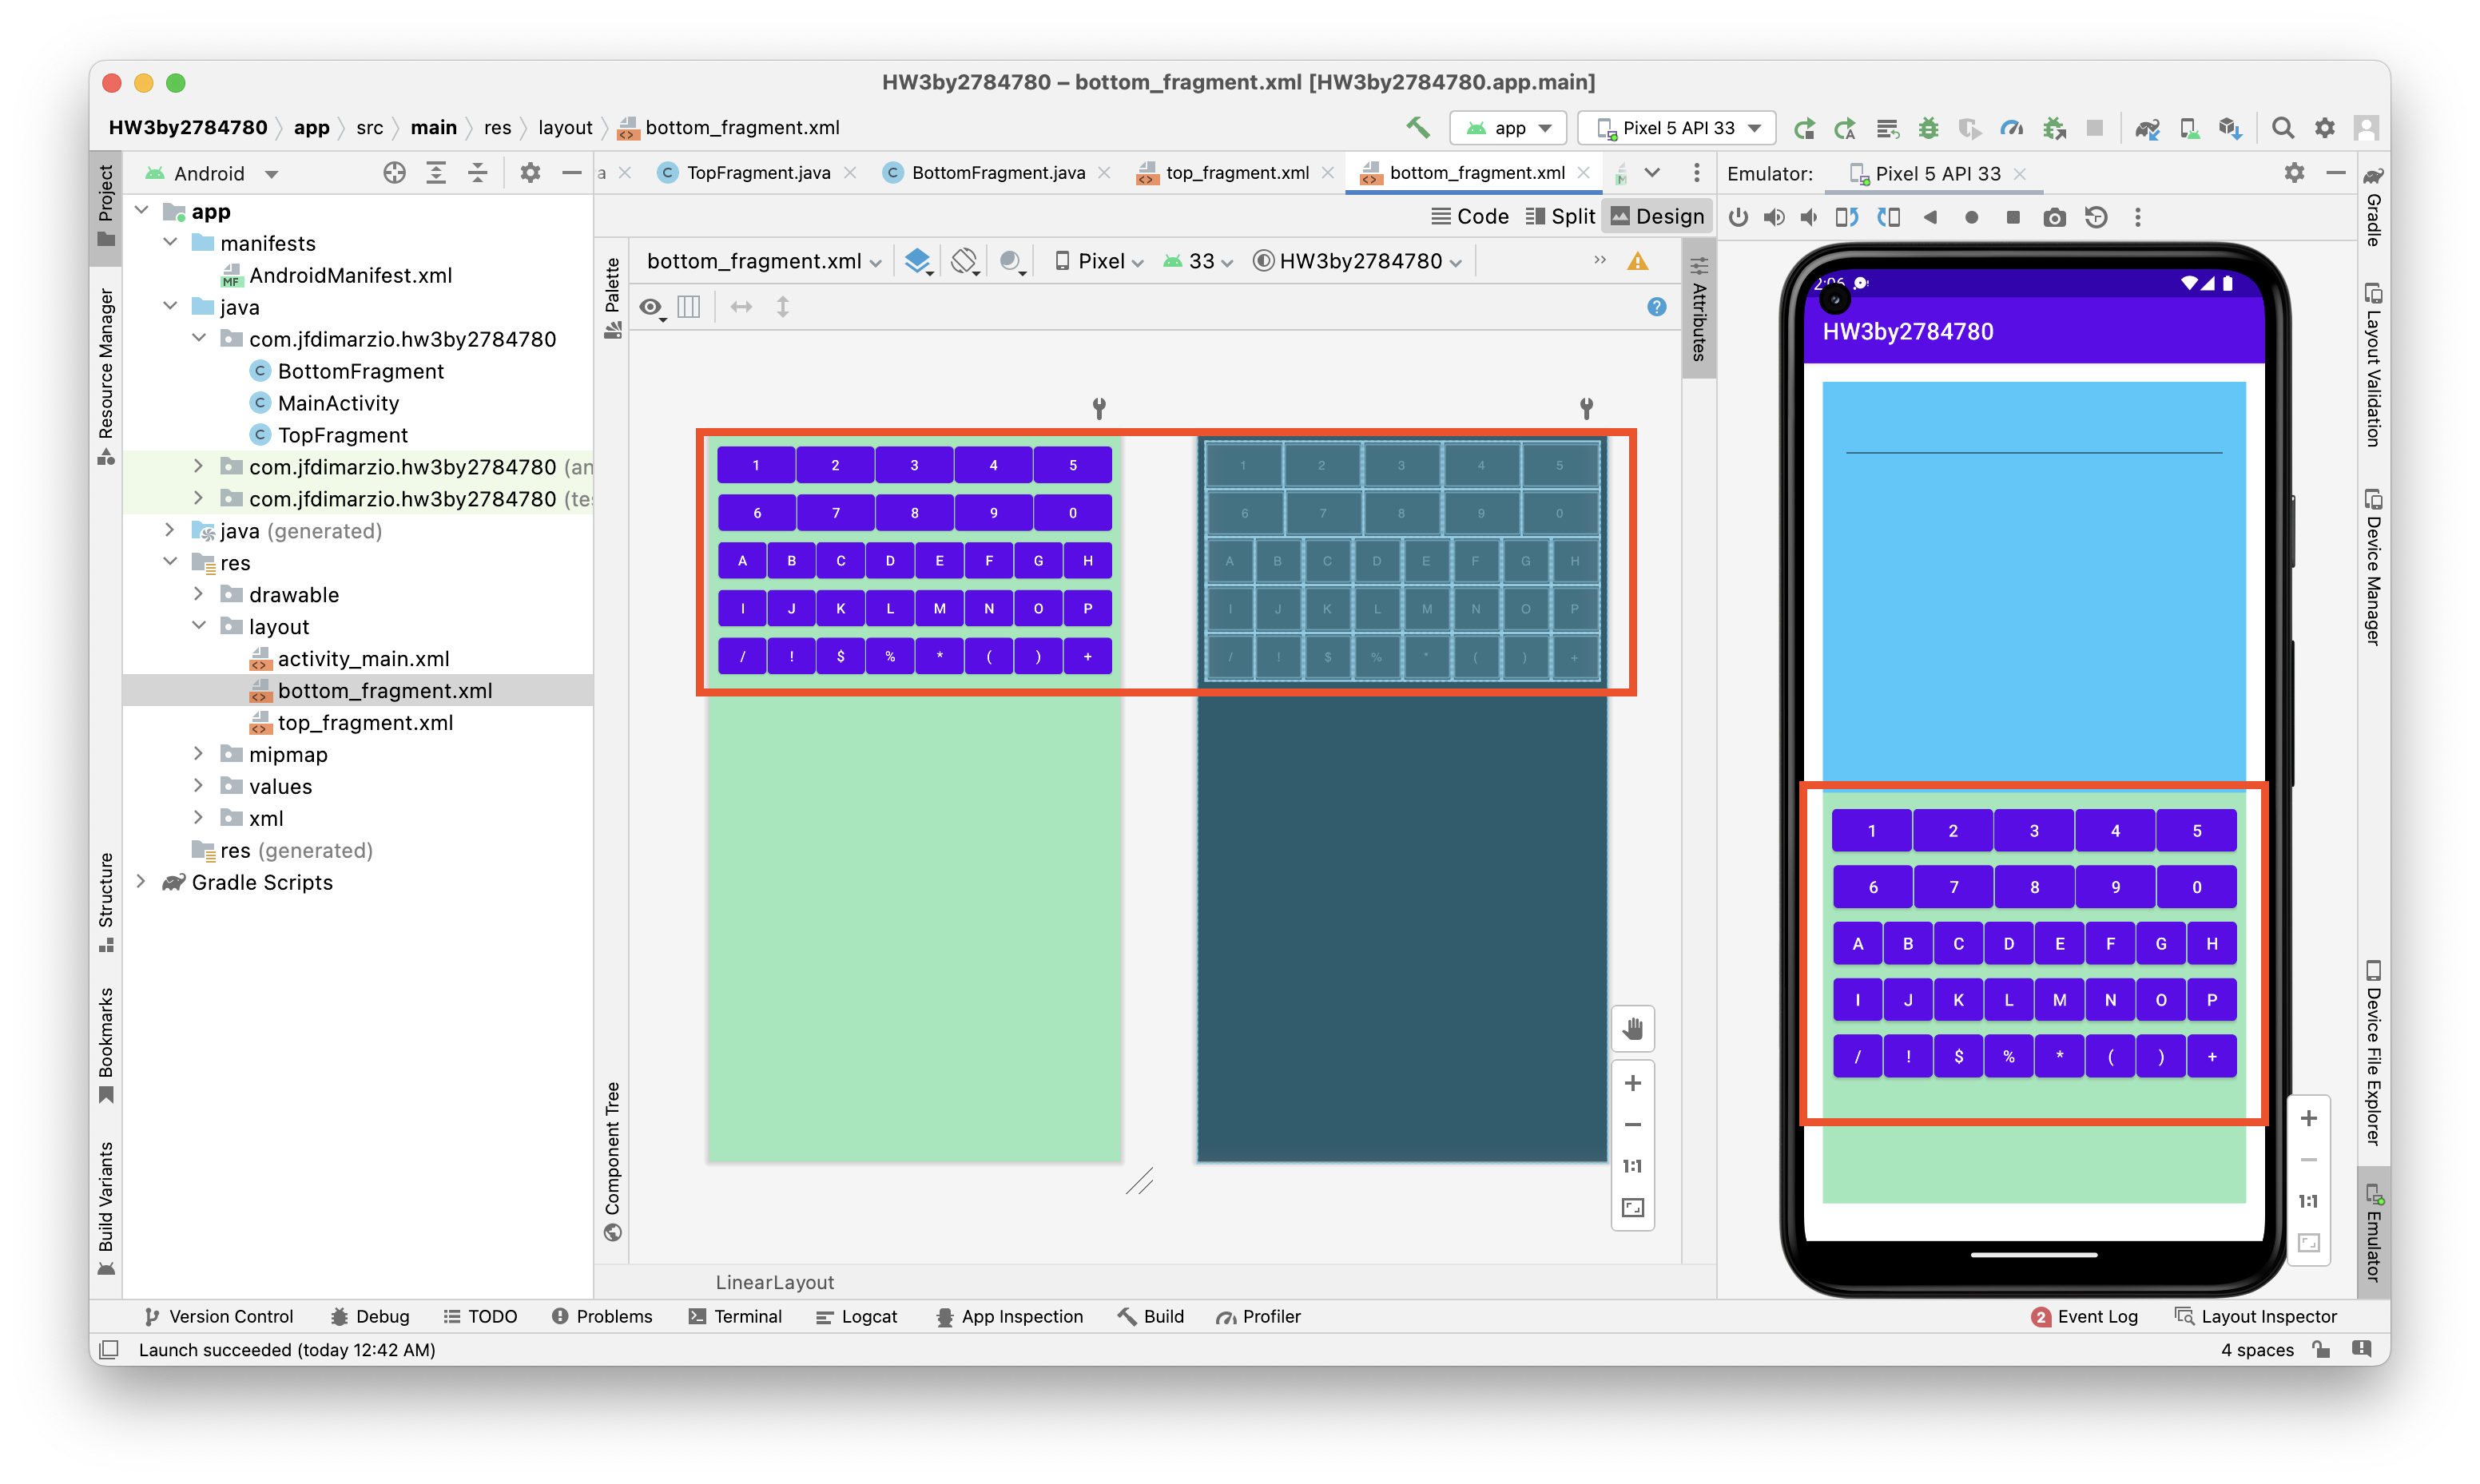 HW3by2784780 – bottom_fragment.xml [HW3by2784780.app.main]
HW3by2784780 app src main res layout bottom_fragment.xml
app Pixel 5 API 33
Project
Resource Manager
Structure
Bookmarks
Build Variants
Android
app
manifests
AndroidManifest.xml
java
com.jfdimarzio.hw3by2784780
BottomFragment
MainActivity
TopFragment
com.jfdimarzio.hw3by2784780 (an
com.jfdimarzio.hw3by2784780 (te
java (generated)
res
drawable
layout
activity_main.xml
bottom_fragment.xml
top_fragment.xml
mipmap
values
xml
res (generated)
Gradle Scripts
a TopFragment.java BottomFragment.java top_fragment.xml bottom_fragment.xml
Code Split Design
Palette
Component Tree
bottom_fragment.xml Pixel 33 HW3by2784780
Attributes
1 2 3 4 5
6 7 8 9 0
A B C D E F G H
I J K L M N O P
/ ! $ % * ( ) +
1 2 3 4 5
6 7 8 9 0
A B C D E F G H
I J K L M N O P
/ ! $ % * ( ) +
1:1
LinearLayout
Emulator: Pixel 5 API 33
2:06
HW3by2784780
1 2 3 4 5
6 7 8 9 0
A B C D E F G H
I J K L M N O P
/ ! $ % * ( ) +
1:1
Gradle
Layout Validation
Device Manager
Device File Explorer
Emulator
Version Control Debug TODO Problems Terminal Logcat App Inspection Build Profiler 2 Event Log Layout Inspector
Launch succeeded (today 12:42 AM) 4 spaces